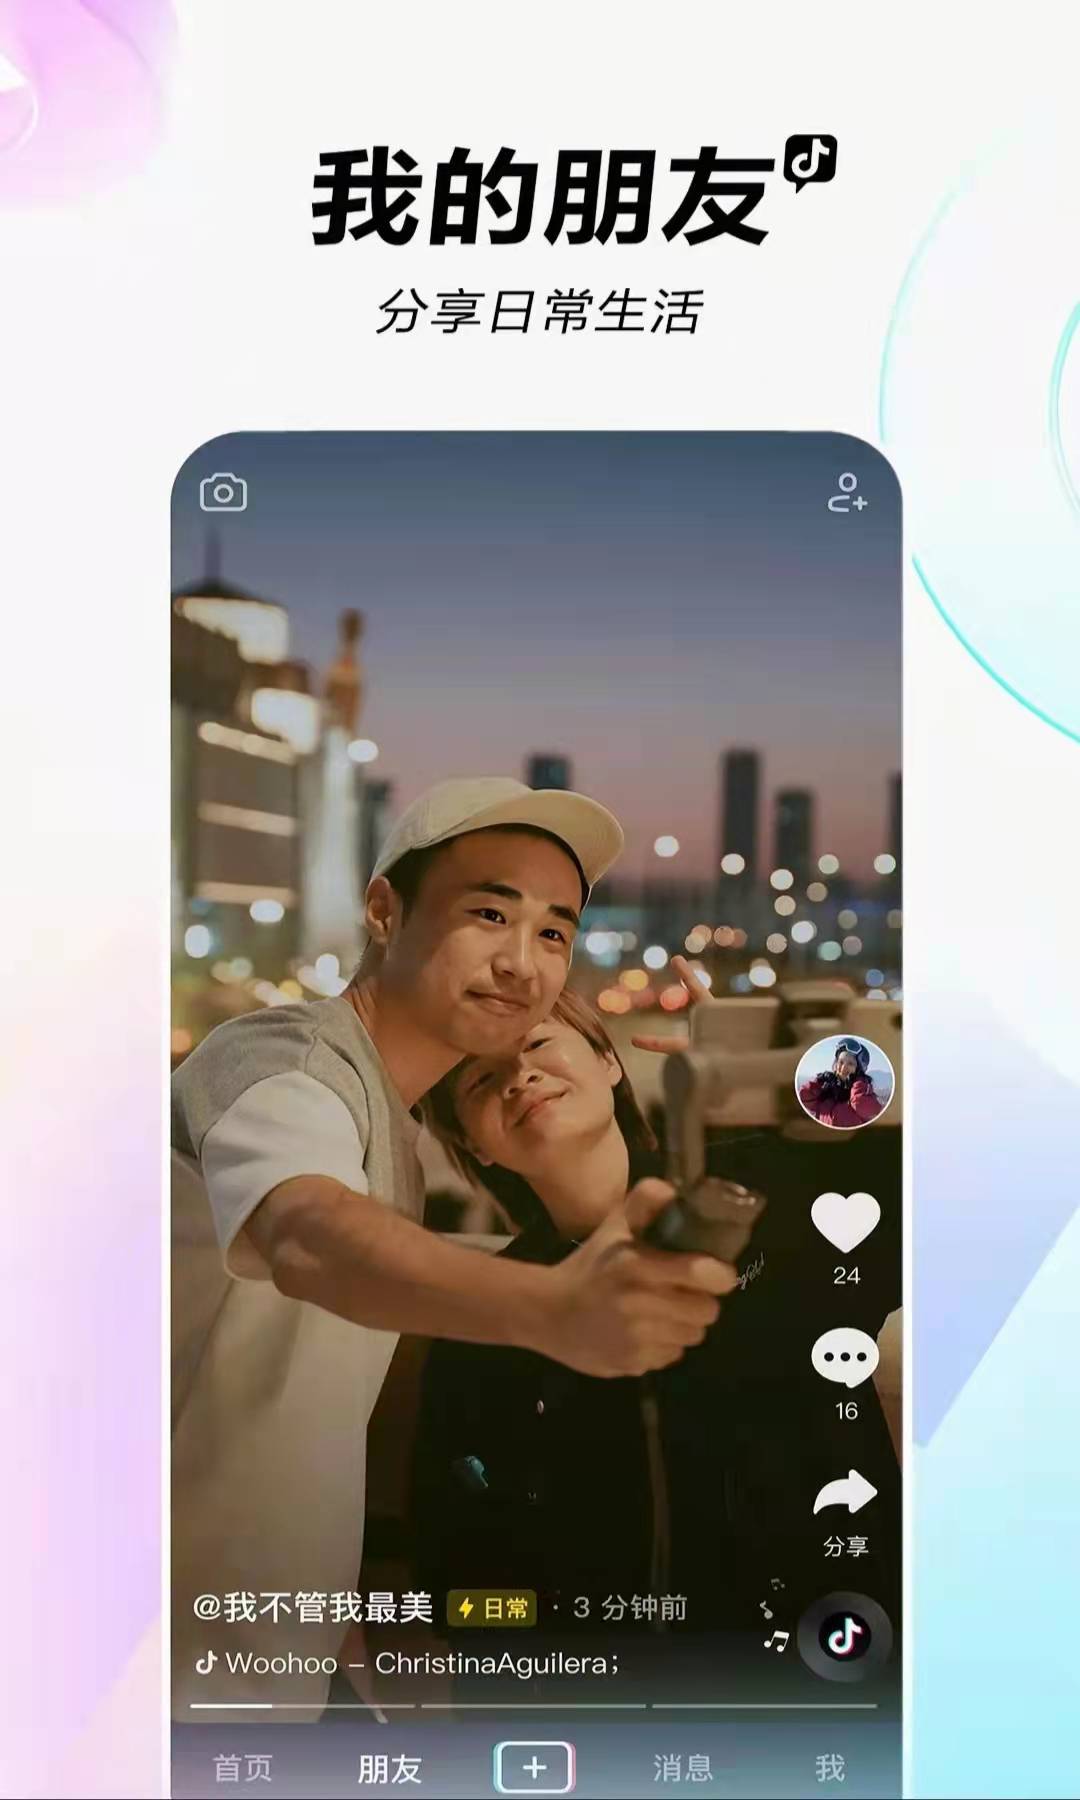 我的朋友
分享日常生活
24
16
分享
@我不管我最美 日常 · 3 分钟前
Woohoo – ChristinaAguilera;
首页 朋友 + 消息 我